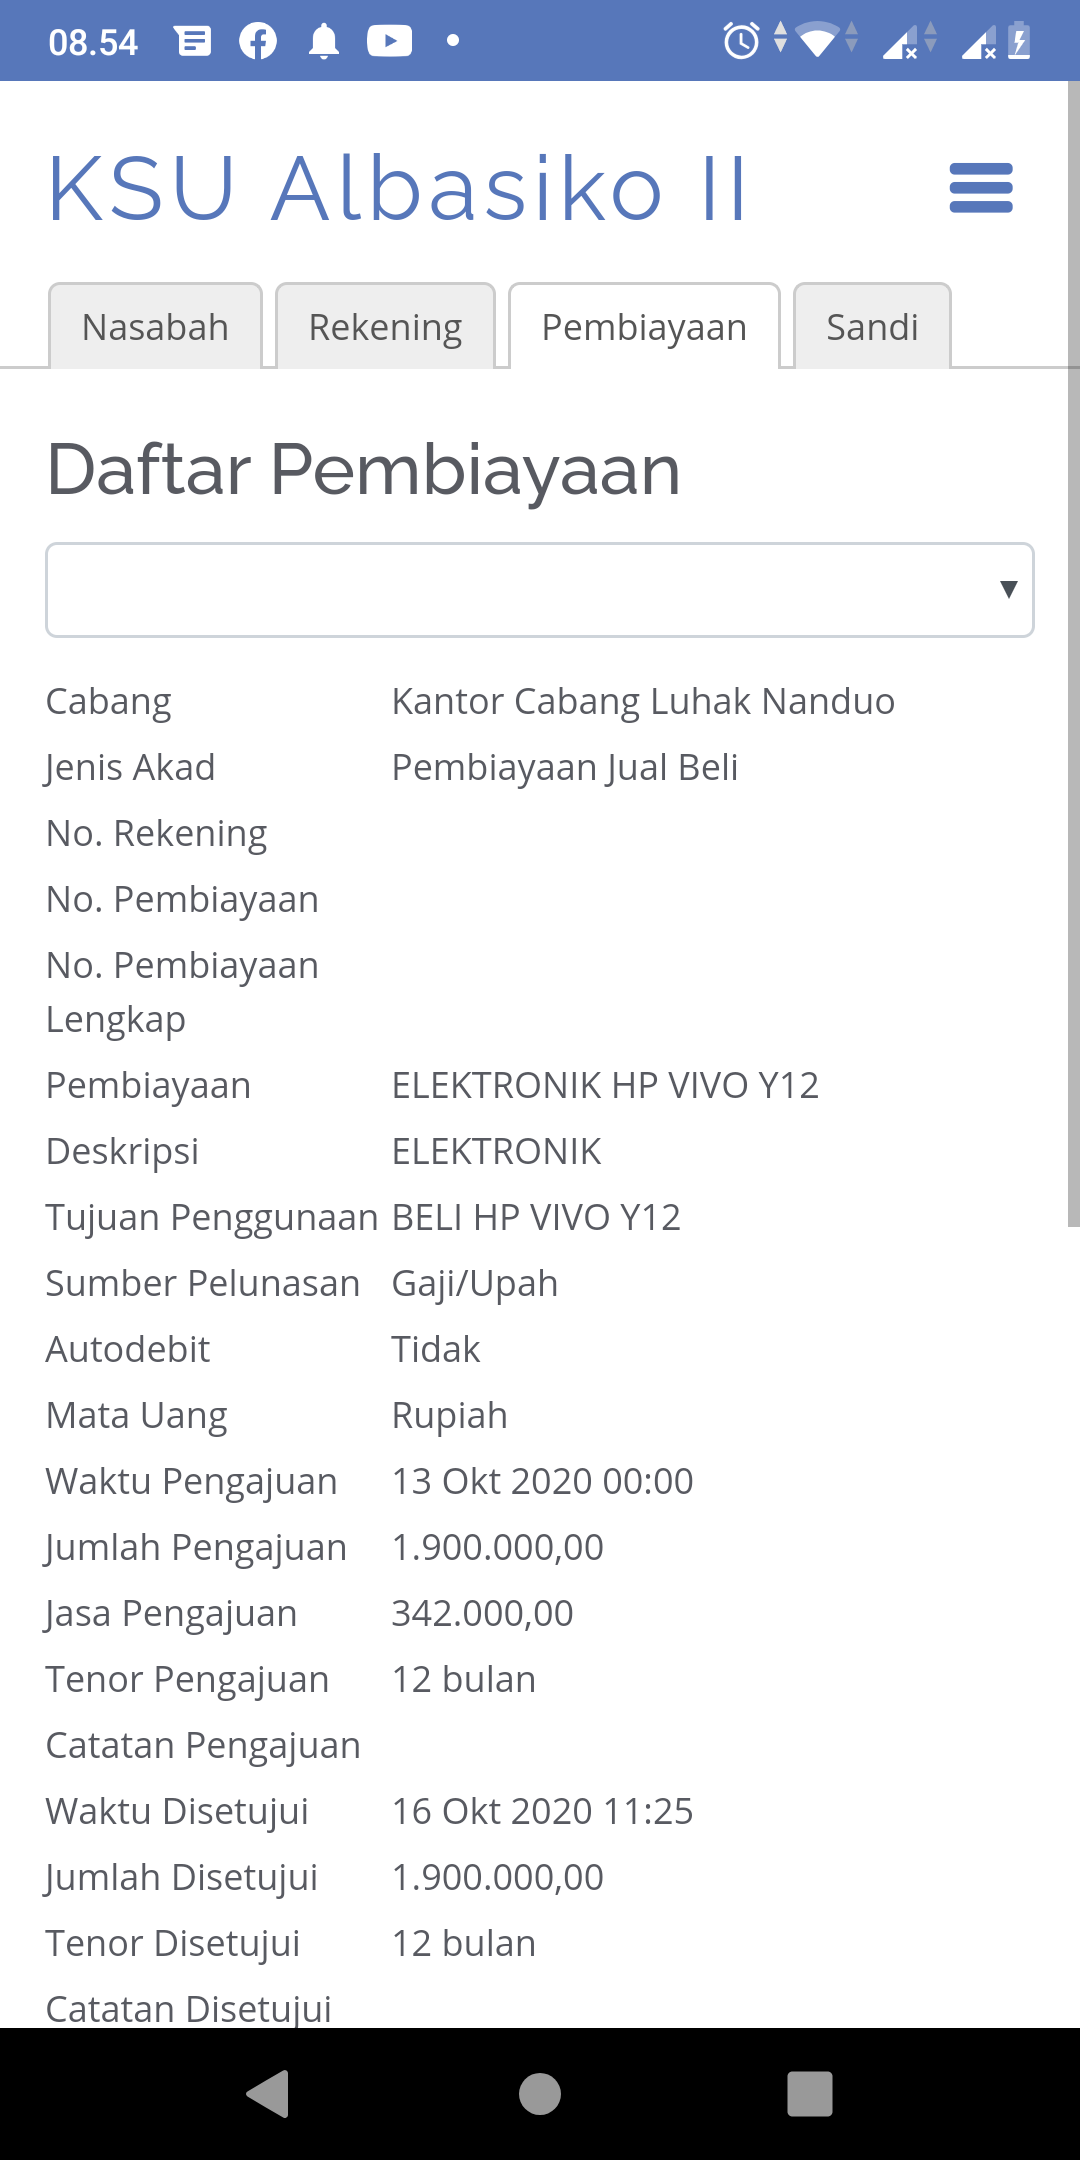 08.54
KSU Albasiko II
Nasabah Rekening Pembiayaan Sandi
Daftar Pembiayaan
Cabang Kantor Cabang Luhak Nanduo
Jenis Akad Pembiayaan Jual Beli
No. Rekening
No. Pembiayaan
No. Pembiayaan
Lengkap
Pembiayaan ELEKTRONIK HP VIVO Y12
Deskripsi ELEKTRONIK
Tujuan Penggunaan BELI HP VIVO Y12
Sumber Pelunasan Gaji/Upah
Autodebit Tidak
Mata Uang Rupiah
Waktu Pengajuan 13 Okt 2020 00:00
Jumlah Pengajuan 1.900.000,00
Jasa Pengajuan 342.000,00
Tenor Pengajuan 12 bulan
Catatan Pengajuan
Waktu Disetujui 16 Okt 2020 11:25
Jumlah Disetujui 1.900.000,00
Tenor Disetujui 12 bulan
Catatan Disetujui